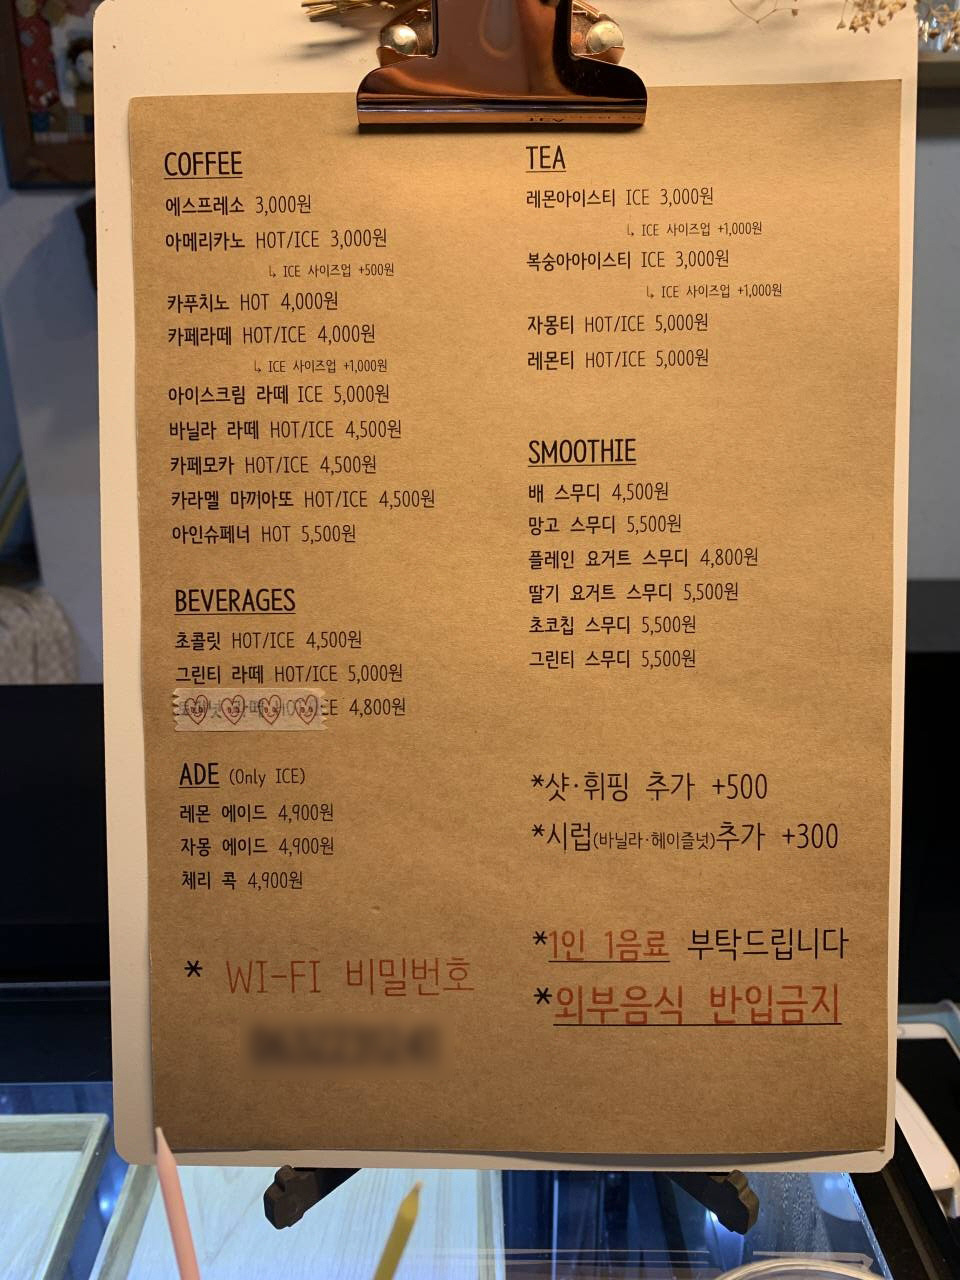 COFFEE
에스프레소 3,000원
아메리카노 HOT/ICE 3,000원
↳ ICE 사이즈업 +500원
카푸치노 HOT 4,000원
카페라떼 HOT/ICE 4,000원
↳ ICE 사이즈업 +1,000원
아이스크림 라떼 ICE 5,000원
바닐라 라떼 HOT/ICE 4,500원
카페모카 HOT/ICE 4,500원
카라멜 마끼아또 HOT/ICE 4,500원
아인슈페너 HOT 5,500원
BEVERAGES
초콜릿 HOT/ICE 4,500원
그린티 라떼 HOT/ICE 5,000원
4,800원
ADE (Only ICE)
레몬 에이드 4,900원
자몽 에이드 4,900원
체리 콕 4,900원
* WI-FI 비밀번호
TEA
레몬아이스티 ICE 3,000원
↳ ICE 사이즈업 +1,000원
복숭아아이스티 ICE 3,000원
↳ ICE 사이즈업 +1,000원
자몽티 HOT/ICE 5,000원
레몬티 HOT/ICE 5,000원
SMOOTHIE
배 스무디 4,500원
망고 스무디 5,500원
플레인 요거트 스무디 4,800원
딸기 요거트 스무디 5,500원
초코칩 스무디 5,500원
그린티 스무디 5,500원
*샷·휘핑 추가 +500
*시럽(바닐라·헤이즐넛)추가 +300
*1인 1음료 부탁드립니다
*외부음식 반입금지